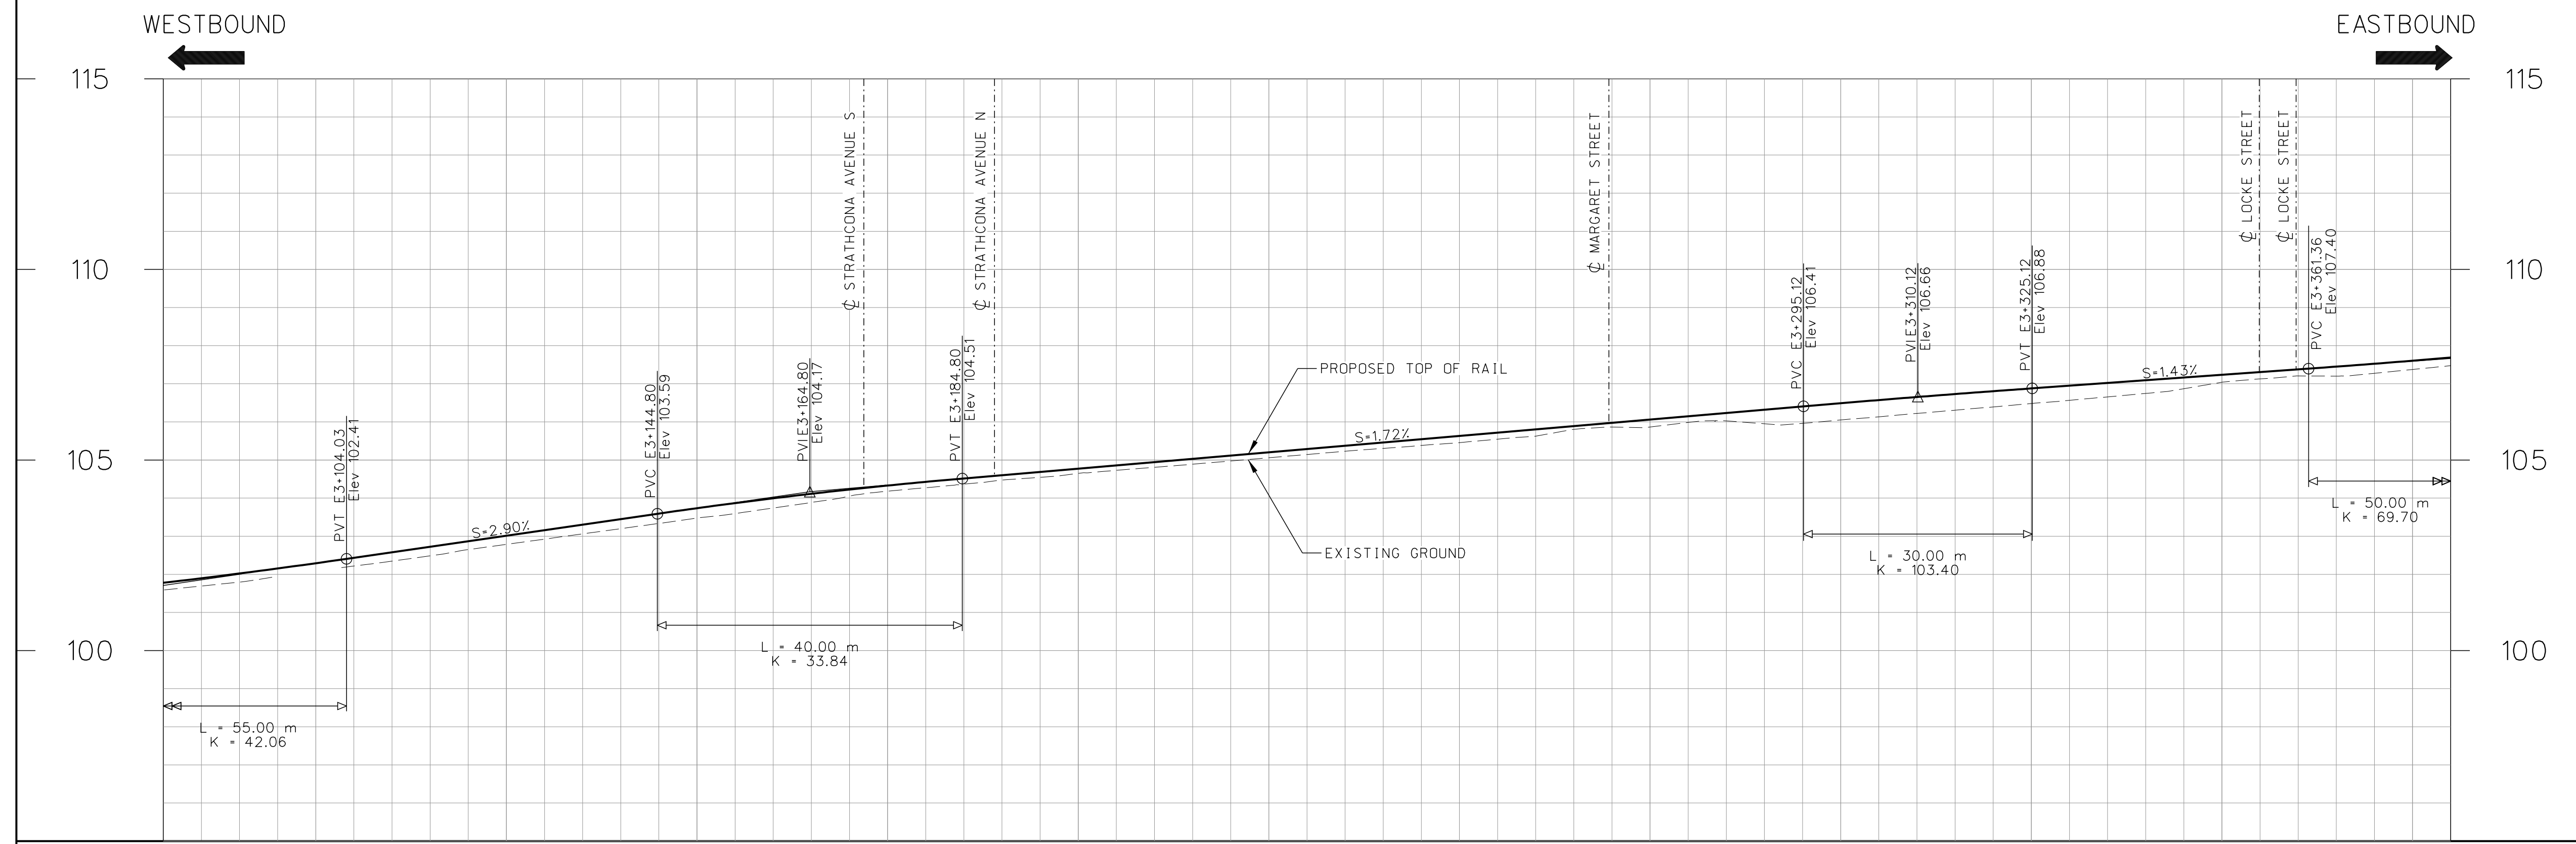 WESTBOUND
EASTBOUND
115
115
110
110
105
105
100
100
℄ STRATHCONA AVENUE S
℄ STRATHCONA AVENUE N
℄ MARGARET STREET
℄ LOCKE STREET
℄ LOCKE STREET
PVT E3+104.03
Elev 102.41
PVC E3+144.80
Elev 103.59
PVI E3+164.80
Elev 104.17
PVT E3+184.80
Elev 104.51
PVC E3+295.12
Elev 106.41
PVI E3+310.12
Elev 106.66
PVT E3+325.12
Elev 106.88
PVC E3+361.36
Elev 107.40
S=2.90%
S=1.72%
S=1.43%
PROPOSED TOP OF RAIL
EXISTING GROUND
L = 55.00 m
K = 42.06
L = 40.00 m
K = 33.84
L = 30.00 m
K = 103.40
L = 50.00 m
K = 69.70